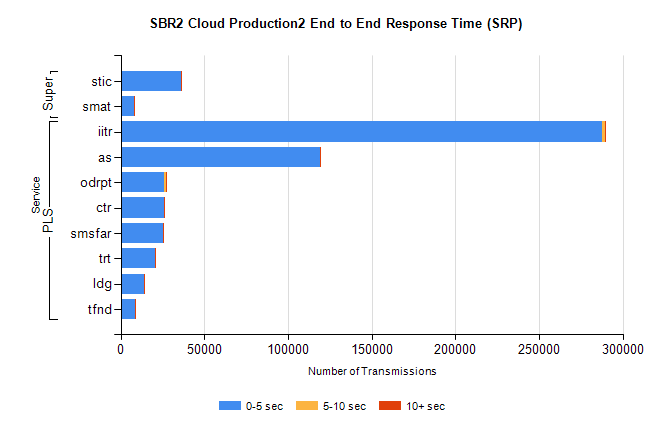 SBR2 Cloud Production2 End to End Response Time (SRP)
Service
Super
PLS
stic
smat
iitr
as
odrpt
ctr
smsfar
trt
ldg
tfnd
0 50000 100000 150000 200000 250000 300000
Number of Transmissions
0-5 sec 5-10 sec 10+ sec